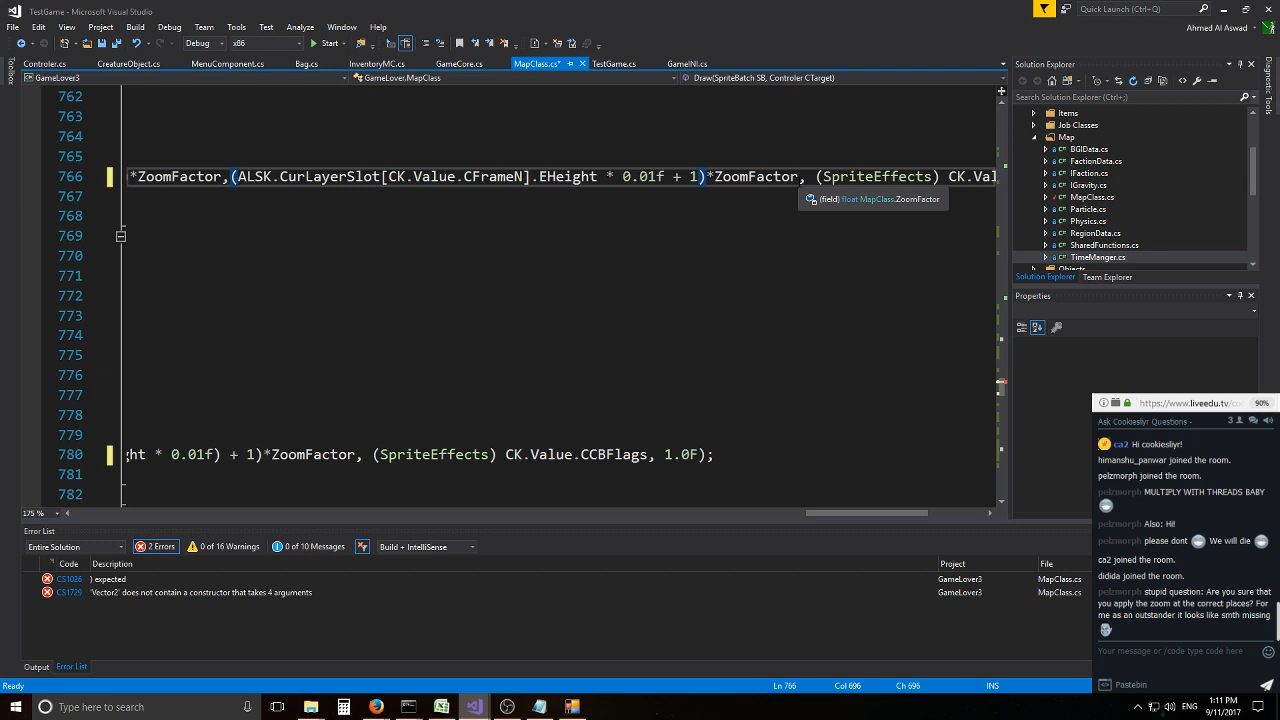 TestGame - Microsoft Visual Studio
Quick Launch (Ctrl+Q)
File Edit View Project Build Debug Team Tools Test Analyze Window Help
Ahmed Al Aswad
Debug x86 Start
Toolbox
Controler.cs CreatureObject.cs MenuComponent.cs Bag.cs InventoryMC.cs GameCore.cs MapClass.cs* TestGame.cs GameINI.cs
GameLover3 GameLover.MapClass Draw(SpriteBatch SB, Controler CTarget)
762
763
764
765
766 *ZoomFactor,(ALSK.CurLayerSlot[CK.Value.CFrameN].EHeight * 0.01f + 1)*ZoomFactor, (SpriteEffects) CK.Val
(field) float MapClass.ZoomFactor
767
768
769
770
771
772
773
774
775
776
777
778
779
780 ght * 0.01f) + 1)*ZoomFactor, (SpriteEffects) CK.Value.CCBFlags, 1.0F);
781
782
175 %
Solution Explorer
Search Solution Explorer (Ctrl+;)
Items
Job Classes
Map
BGIData.cs
FactionData.cs
IFaction.cs
IGravity.cs
MapClass.cs
Particle.cs
Physics.cs
RegionData.cs
SharedFunctions.cs
TimeManger.cs
Objects
Solution Explorer Team Explorer
Properties
Diagnostic Tools
Error List
Entire Solution 2 Errors 0 of 16 Warnings 0 of 10 Messages Build + IntelliSense
Code Description Project File
CS1026 ) expected GameLover3 MapClass.cs
CS1729 'Vector2' does not contain a constructor that takes 4 arguments GameLover3 MapClass.cs
Output Error List
Ready Ln 766 Col 696 Ch 696 INS
https://www.liveedu.tv/co 90%
Ask Cookiesliyr Questions - 3
ca2 Hi cookiesliyr!
himanshu_panwar joined the room.
pelzmorph joined the room.
pelzmorph MULTIPLY WITH THREADS BABY
pelzmorph Also: Hi!
pelzmorph please dont We will die
ca2 joined the room.
didida joined the room.
pelzmorph stupid question: Are you sure that
you apply the zoom at the correct places? For
me as an outstander it looks like smth missing
Your message or /code type code here
Pastebin
Type here to search
ENG
1:11 PM
9/11/2017